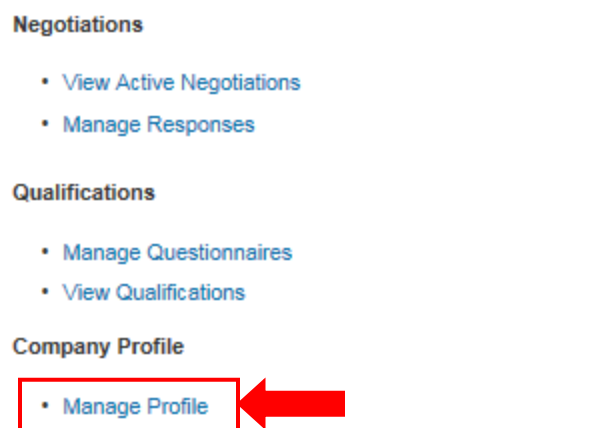 Negotiations
• View Active Negotiations
• Manage Responses
Qualifications
• Manage Questionnaires
• View Qualifications
Company Profile
• Manage Profile